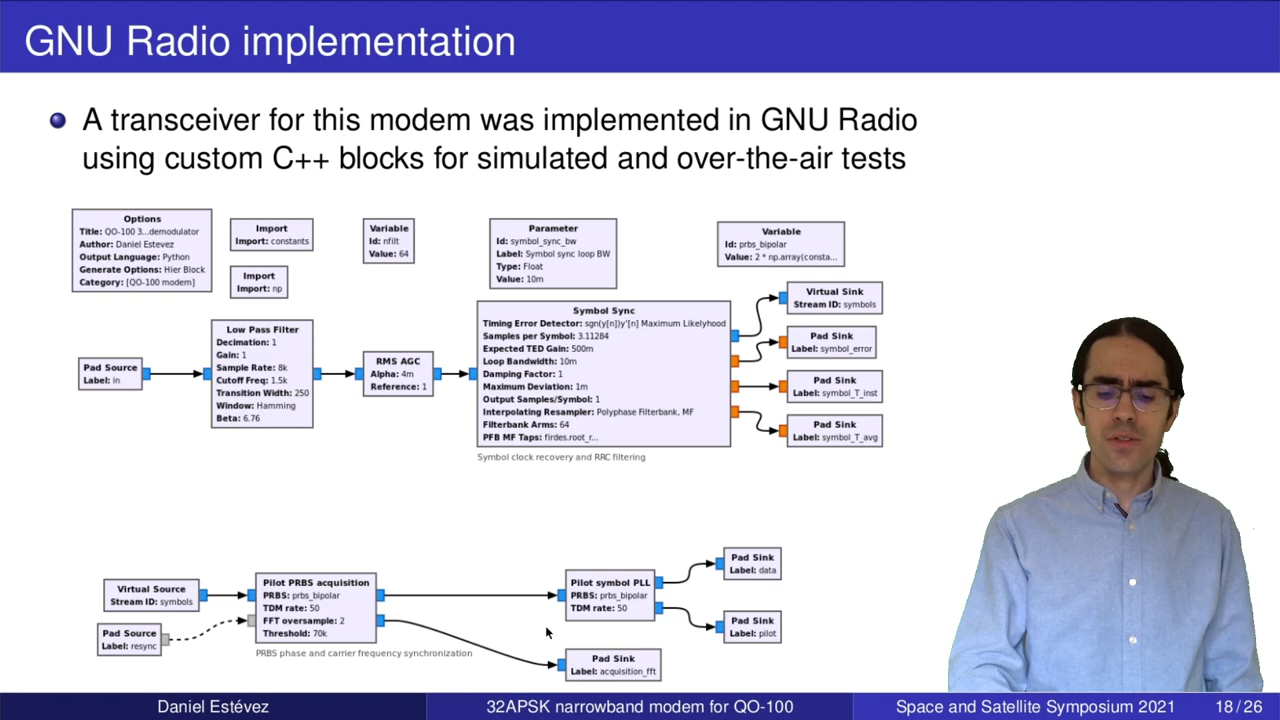 GNU Radio implementation
A transceiver for this modem was implemented in GNU Radio
using custom C++ blocks for simulated and over-the-air tests
Options
Title: QO-100 3...demodulator
Author: Daniel Estevez
Output Language: Python
Generate Options: Hier Block
Category: [QO-100 modem]
Import
Import: constants
Import
Import: np
Variable
Id: nfilt
Value: 64
Parameter
Id: symbol_sync_bw
Label: Symbol sync loop BW
Type: Float
Value: 10m
Variable
Id: prbs_bipolar
Value: 2 * np.array(consta...
Pad Source
Label: in
Low Pass Filter
Decimation: 1
Gain: 1
Sample Rate: 8k
Cutoff Freq: 1.5k
Transition Width: 250
Window: Hamming
Beta: 6.76
RMS AGC
Alpha: 4m
Reference: 1
Symbol Sync
Timing Error Detector: sgn(y[n])y'[n] Maximum Likelyhood
Samples per Symbol: 3.11284
Expected TED Gain: 500m
Loop Bandwidth: 10m
Damping Factor: 1
Maximum Deviation: 1m
Output Samples/Symbol: 1
Interpolating Resampler: Polyphase Filterbank, MF
Filterbank Arms: 64
PFB MF Taps: firdes.root_r...
Symbol clock recovery and RRC filtering
Virtual Sink
Stream ID: symbols
Pad Sink
Label: symbol_error
Pad Sink
Label: symbol_T_inst
Pad Sink
Label: symbol_T_avg
Virtual Source
Stream ID: symbols
Pad Source
Label: resync
Pilot PRBS acquisition
PRBS: prbs_bipolar
TDM rate: 50
FFT oversample: 2
Threshold: 70k
PRBS phase and carrier frequency synchronization
Pilot symbol PLL
PRBS: prbs_bipolar
TDM rate: 50
Pad Sink
Label: data
Pad Sink
Label: pilot
Pad Sink
Label: acquisition_fft
Daniel Estévez
32APSK narrowband modem for QO-100
Space and Satellite Symposium 2021
18 / 26